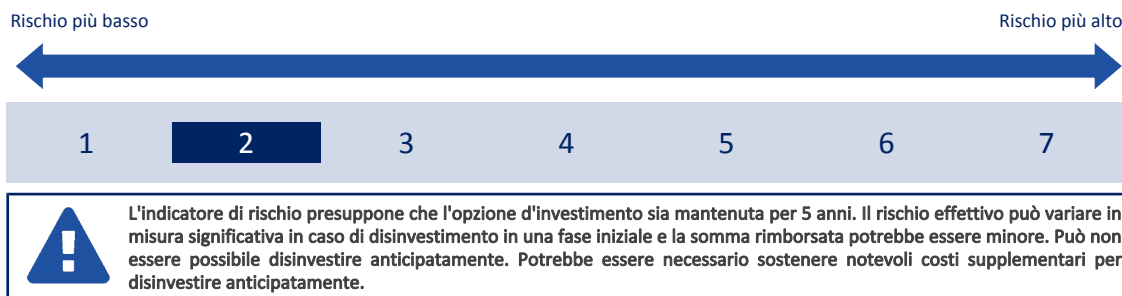 Rischio più basso Rischio più alto
1 2 3 4 5 6 7
L'indicatore di rischio presuppone che l'opzione d'investimento sia mantenuta per 5 anni. Il rischio effettivo può variare in
misura significativa in caso di disinvestimento in una fase iniziale e la somma rimborsata potrebbe essere minore. Può non
essere possibile disinvestire anticipatamente. Potrebbe essere necessario sostenere notevoli costi supplementari per
disinvestire anticipatamente.